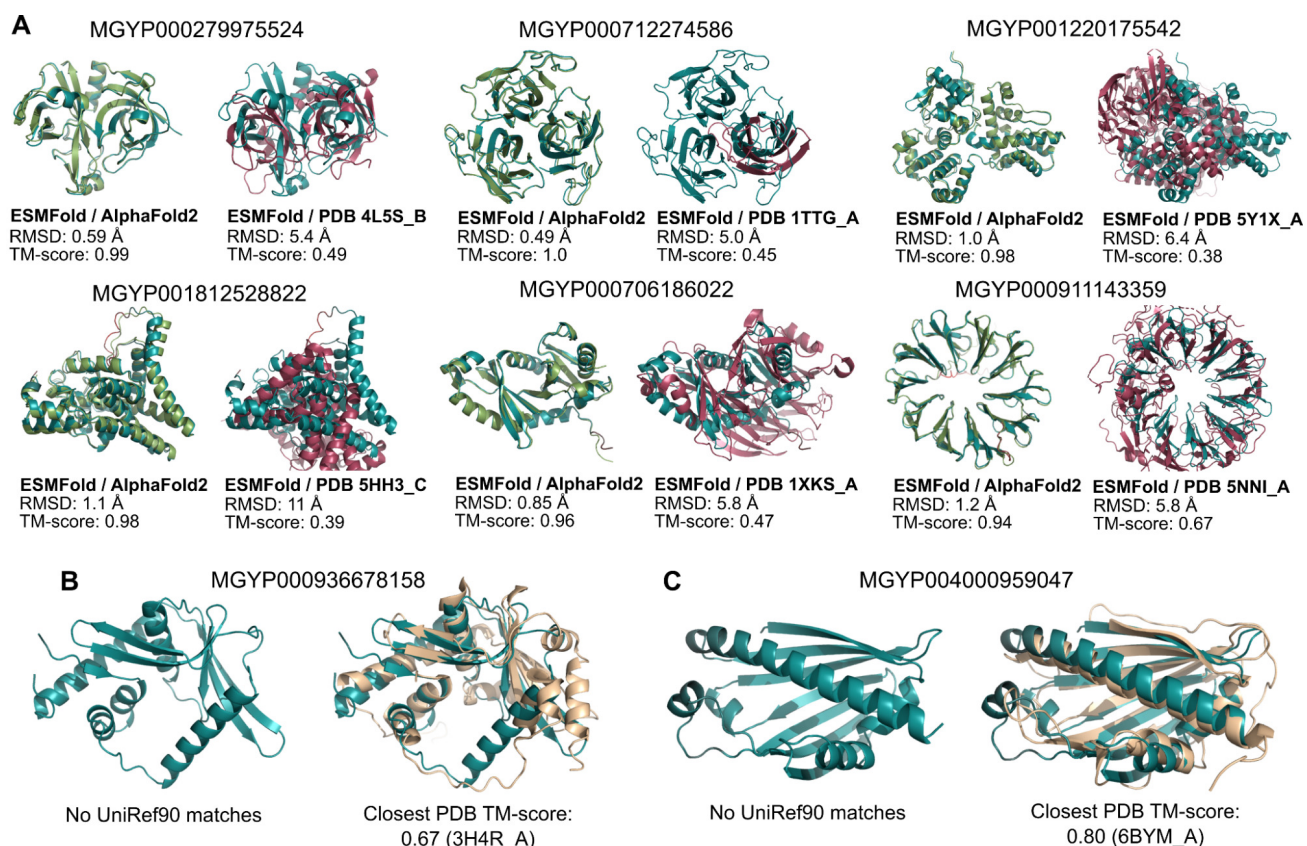 A
MGYP000279975524
MGYP000712274586
MGYP001220175542
ESMFold / AlphaFold2
RMSD: 0.59 Å
TM-score: 0.99
ESMFold / PDB 4L5S_B
RMSD: 5.4 Å
TM-score: 0.49
ESMFold / AlphaFold2
RMSD: 0.49 Å
TM-score: 1.0
ESMFold / PDB 1TTG_A
RMSD: 5.0 Å
TM-score: 0.45
ESMFold / AlphaFold2
RMSD: 1.0 Å
TM-score: 0.98
ESMFold / PDB 5Y1X_A
RMSD: 6.4 Å
TM-score: 0.38
MGYP001812528822
MGYP000706186022
MGYP000911143359
ESMFold / AlphaFold2
RMSD: 1.1 Å
TM-score: 0.98
ESMFold / PDB 5HH3_C
RMSD: 11 Å
TM-score: 0.39
ESMFold / AlphaFold2
RMSD: 0.85 Å
TM-score: 0.96
ESMFold / PDB 1XKS_A
RMSD: 5.8 Å
TM-score: 0.47
ESMFold / AlphaFold2
RMSD: 1.2 Å
TM-score: 0.94
ESMFold / PDB 5NNI_A
RMSD: 5.8 Å
TM-score: 0.67
B
MGYP000936678158
No UniRef90 matches
Closest PDB TM-score:
0.67 (3H4R_A)
C
MGYP004000959047
No UniRef90 matches
Closest PDB TM-score:
0.80 (6BYM_A)